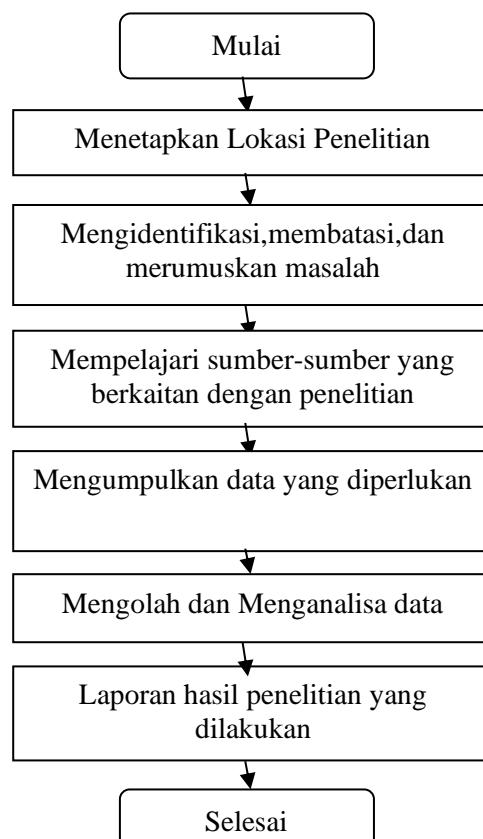 Mulai
Menetapkan Lokasi Penelitian
Mengidentifikasi,membatasi,dan
merumuskan masalah
Mempelajari sumber-sumber yang
berkaitan dengan penelitian
Mengumpulkan data yang diperlukan
Mengolah dan Menganalisa data
Laporan hasil penelitian yang
dilakukan
Selesai